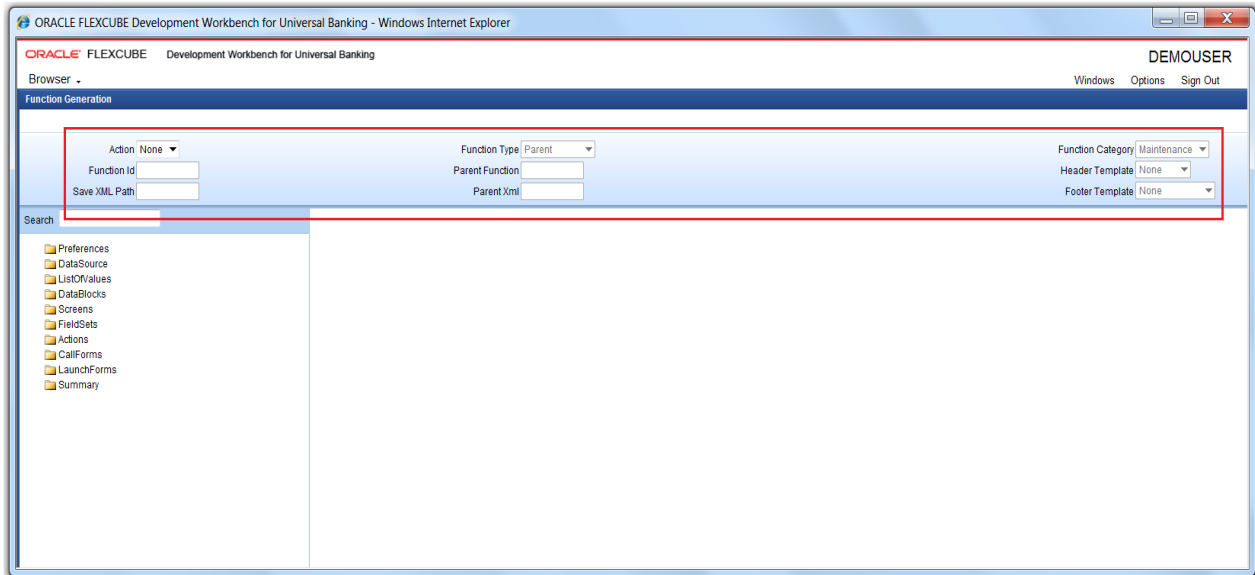 ORACLE FLEXCUBE Development Workbench for Universal Banking - Windows Internet Explorer
ORACLE FLEXCUBE Development Workbench for Universal Banking DEMOUSER
Browser Windows Options Sign Out
Function Generation
Action None Function Type Parent Function Category Maintenance
Function Id Parent Function Header Template None
Save XML Path Parent Xml Footer Template None
Search
Preferences
DataSource
ListOfValues
DataBlocks
Screens
FieldSets
Actions
CallForms
LaunchForms
Summary